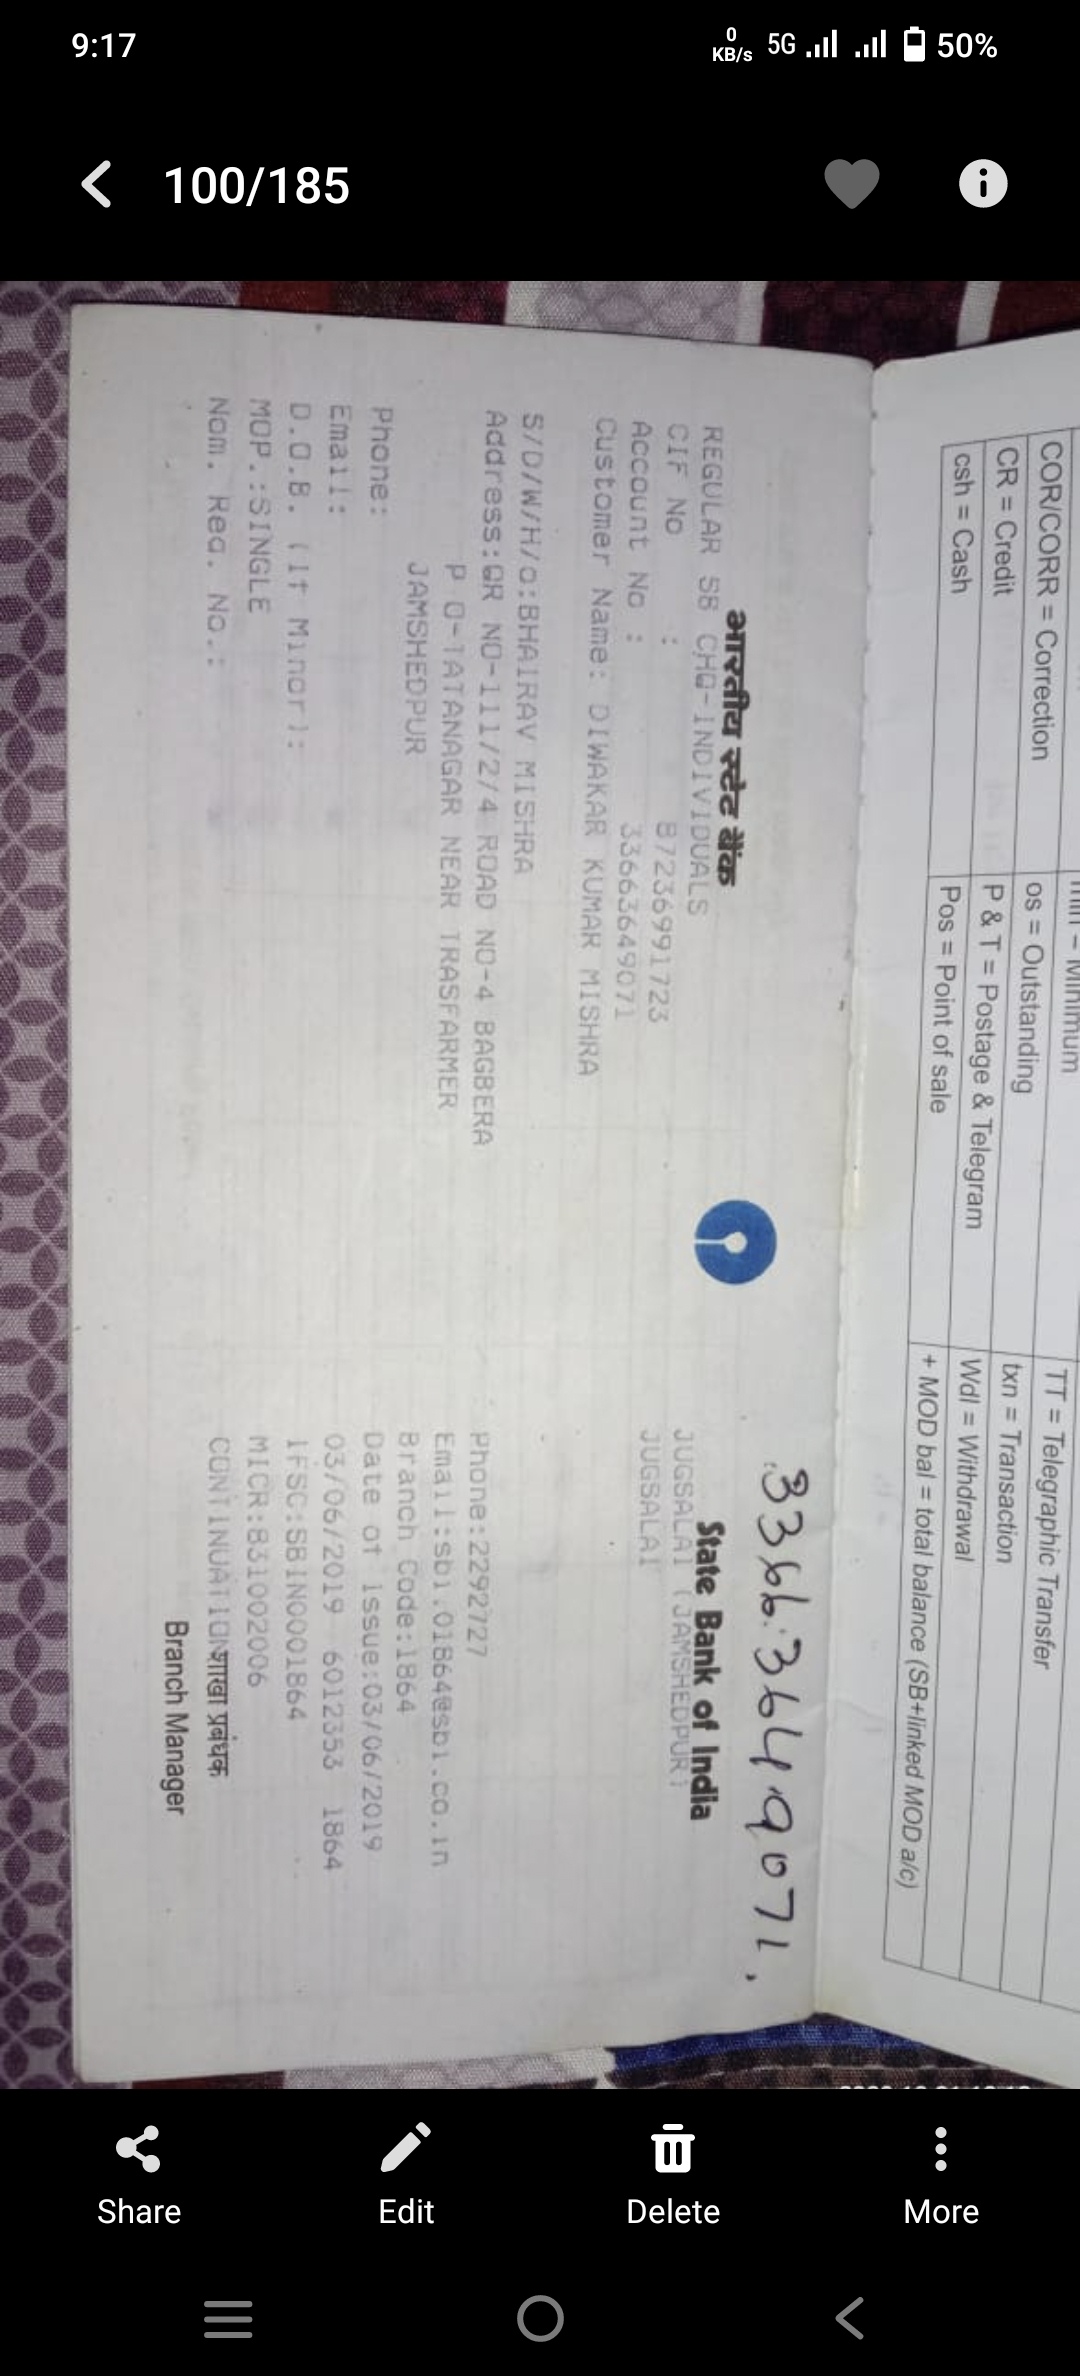 9:17
0
KB/s
5G
50%
100/185
COR/CORR = Correction
os = Outstanding
TT = Telegraphic Transfer
CR = Credit
P & T = Postage & Telegram
txn = Transaction
csh = Cash
Pos = Point of sale
Wdl = Withdrawal
+ MOD bal = total balance (SB+linked MOD a/c)
33663649071.
भारतीय स्टेट बैंक
State Bank of India
REGULAR SB CHQ-INDIVIDUALS
JUGSALAI (JAMSHEDPUR)
CIF No : 87236991723
JUGSALAI
Account No : 33663649071
Customer Name: DIWAKAR KUMAR MISHRA
S/D/W/H/o:BHAIRAV MISHRA
Address:QR NO-111/2/4 ROAD NO-4 BAGBERA
Phone:2292727
P O-TATANAGAR NEAR TRASFARMER
Email:sbi.01864@sbi.co.in
JAMSHEDPUR
Branch Code:1864
Phone:
Date of issue:03/06/2019
Email:
03/06/2019 6012353 1864
D.O.B. (If Minor):
IFSC:SBIN0001864
MOP.:SINGLE
MICR:831002006
Nom. Reg. No.:
CONTINUATION
शाखा प्रबंधक
Branch Manager
Share
Edit
Delete
More